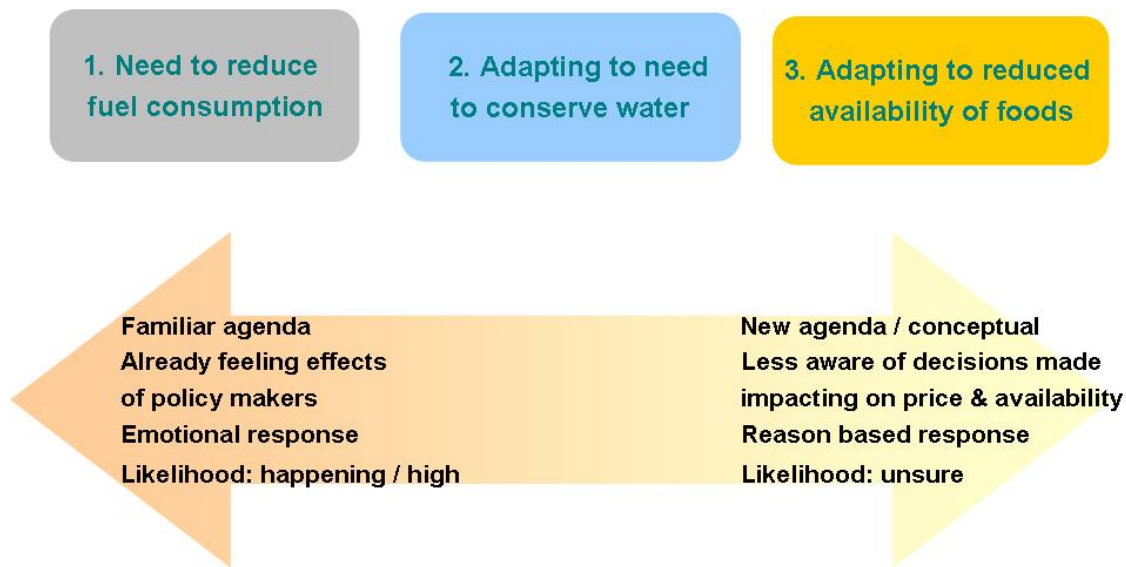 1. Need to reduce
fuel consumption
2. Adapting to need
to conserve water
3. Adapting to reduced
availability of foods
Familiar agenda
Already feeling effects
of policy makers
Emotional response
Likelihood: happening / high
New agenda / conceptual
Less aware of decisions made
impacting on price & availability
Reason based response
Likelihood: unsure